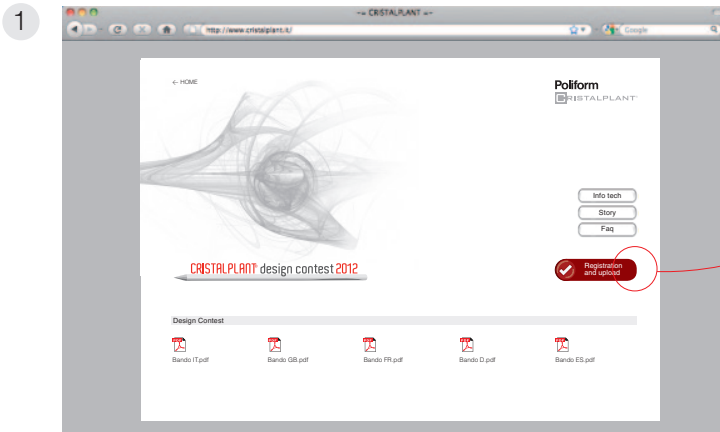 1
-- CRISTALPLANT --
http://www.cristalplant.it/
Google
← HOME
Poliform
CRISTALPLANT®
Info tech
Story
Faq
CRISTALPLANT® design contest 2012
Registration
and upload
Design Contest
Bando IT.pdf
Bando GB.pdf
Bando FR.pdf
Bando D.pdf
Bando ES.pdf